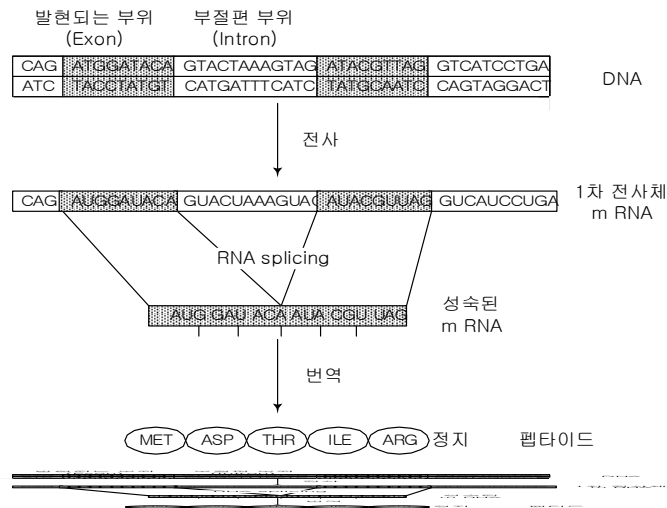 발현되는 부위 부절편 부위
(Exon) (Intron)
CAG ATGGATACA GTACTAAAGTAG ATACGTTAG GTCATCCTGA
ATC TACCTATGT CATGATTTCATC TATGCAATC CAGTAGGACT
DNA
전사
CAG AUGGAUACA GUACUAAAGUAG AUACGUUAG GUCAUCCUGA
1차 전사체
m RNA
RNA splicing
AUG GAU ACA AUA CGU UAG
성숙된
m RNA
번역
MET ASP THR ILE ARG 정지 펩타이드